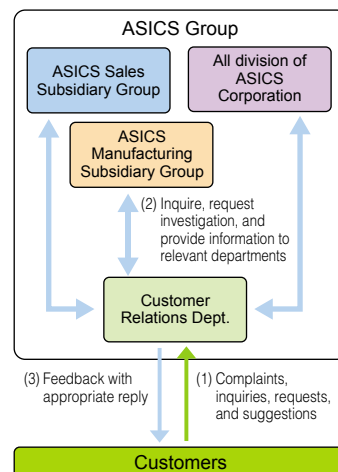 ASICS Group
ASICS Sales
Subsidiary Group
All division of
ASICS
Corporation
ASICS
Manufacturing
Subsidiary Group
(2) Inquire, request
investigation, and
provide information to
relevant departments
Customer
Relations Dept.
(3) Feedback with
appropriate reply
(1) Complaints,
inquiries, requests,
and suggestions
Customers